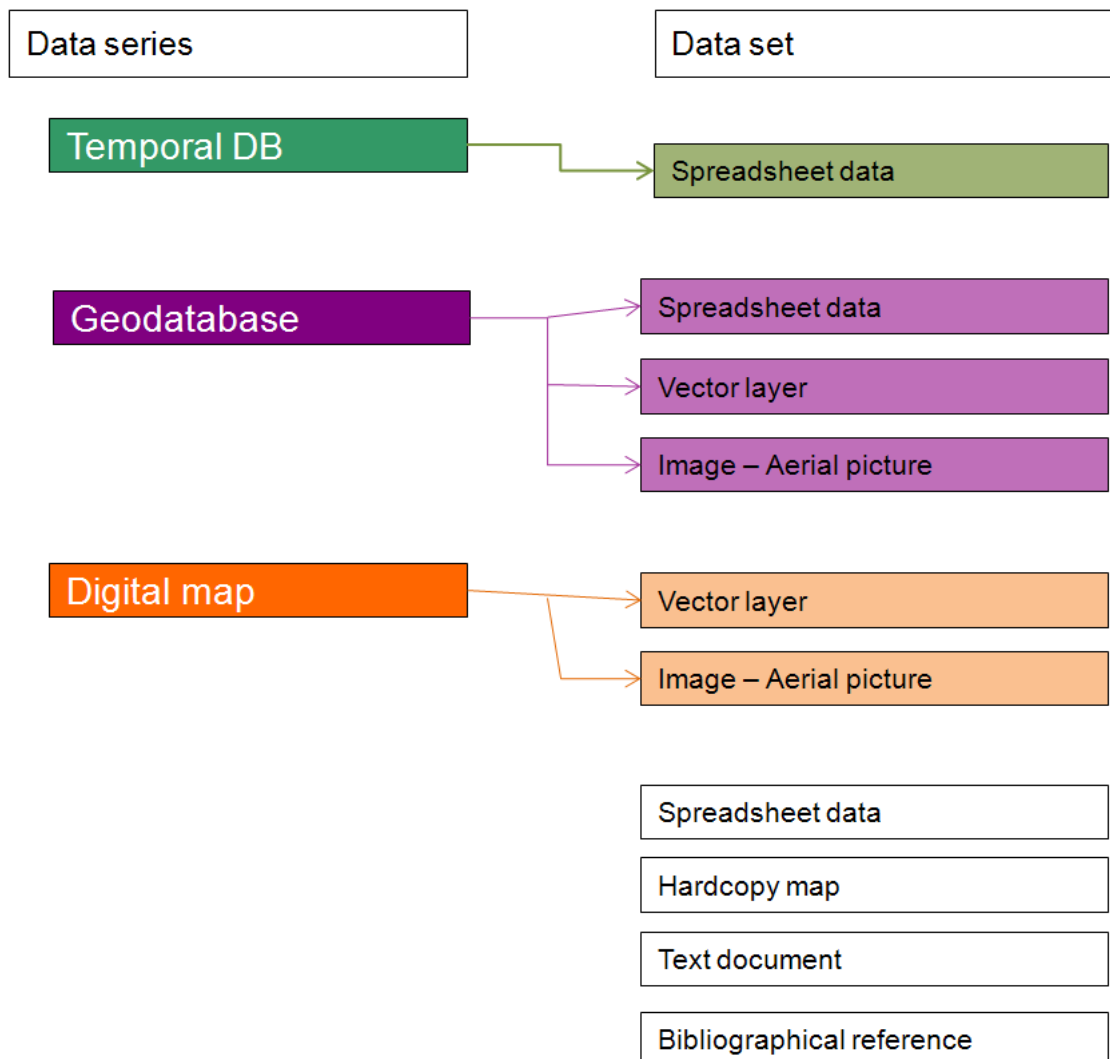 Data series
Data set
Temporal DB
Spreadsheet data
Geodatabase
Spreadsheet data
Vector layer
Image – Aerial picture
Digital map
Vector layer
Image – Aerial picture
Spreadsheet data
Hardcopy map
Text document
Bibliographical reference